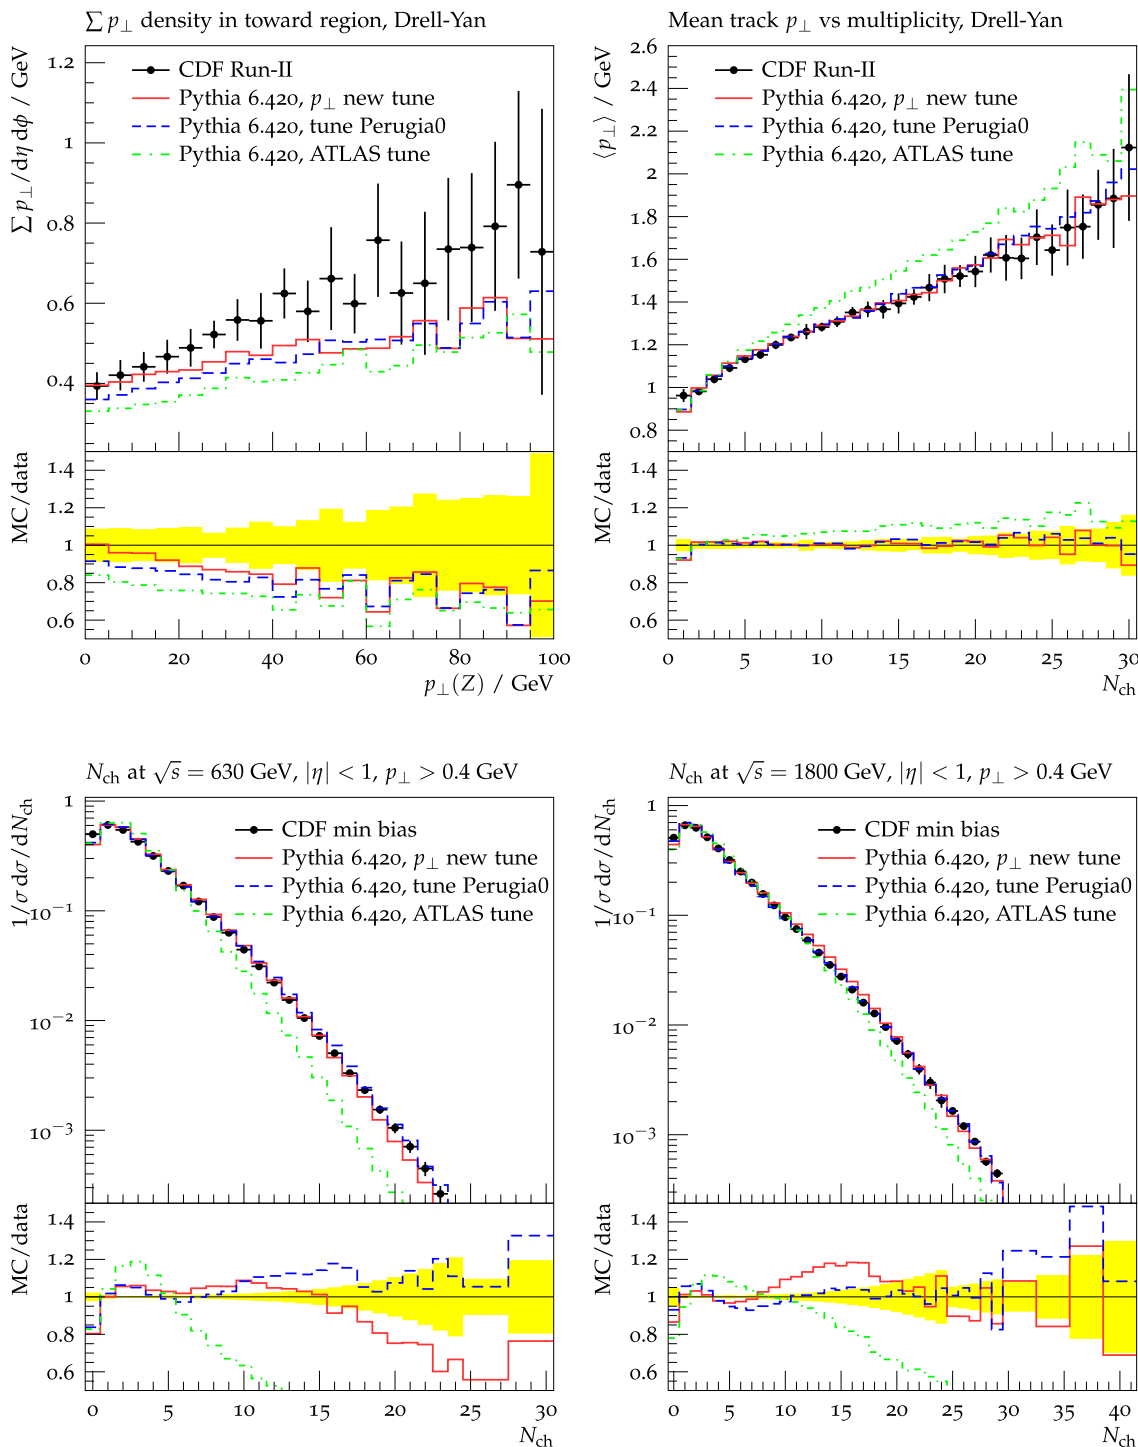 ∑ p⊥ density in toward region, Drell-Yan
∑ p⊥/dη dϕ / GeV
1.2
1
0.8
0.6
0.4
CDF Run-II
Pythia 6.420, p⊥ new tune
Pythia 6.420, tune Perugia0
Pythia 6.420, ATLAS tune
MC/data
1.4
1.2
1
0.8
0.6
0 20 40 60 80 100
p⊥(Z) / GeV
Mean track p⊥ vs multiplicity, Drell-Yan
⟨p⊥⟩ / GeV
2.6
2.4
2.2
2
1.8
1.6
1.4
1.2
1
0.8
CDF Run-II
Pythia 6.420, p⊥ new tune
Pythia 6.420, tune Perugia0
Pythia 6.420, ATLAS tune
MC/data
1.4
1.2
1
0.8
0.6
0 5 10 15 20 25 30
Nch
Nch at √s = 630 GeV, |η| < 1, p⊥ > 0.4 GeV
1/σ dσ/dNch
1
10⁻¹
10⁻²
10⁻³
CDF min bias
Pythia 6.420, p⊥ new tune
Pythia 6.420, tune Perugia0
Pythia 6.420, ATLAS tune
MC/data
1.4
1.2
1
0.8
0.6
0 5 10 15 20 25 30
Nch
Nch at √s = 1800 GeV, |η| < 1, p⊥ > 0.4 GeV
1/σ dσ/dNch
1
10⁻¹
10⁻²
10⁻³
CDF min bias
Pythia 6.420, p⊥ new tune
Pythia 6.420, tune Perugia0
Pythia 6.420, ATLAS tune
MC/data
1.4
1.2
1
0.8
0.6
0 5 10 15 20 25 30 35 40
Nch